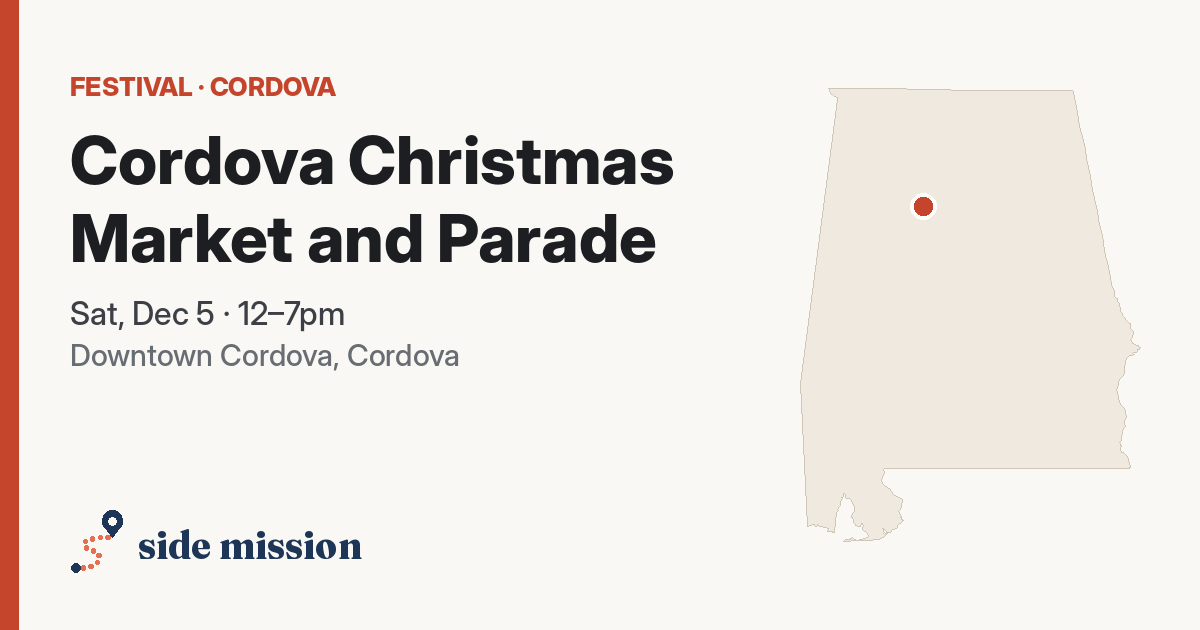 FESTIVAL · CORDOVA
Cordova Christmas
Market and Parade
Sat, Dec 5 · 12–7pm
Downtown Cordova, Cordova
side mission